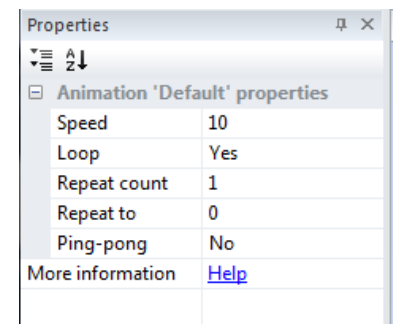 Properties
A
Z
Animation 'Default' properties
Speed 10
Loop Yes
Repeat count 1
Repeat to 0
Ping-pong No
More information Help